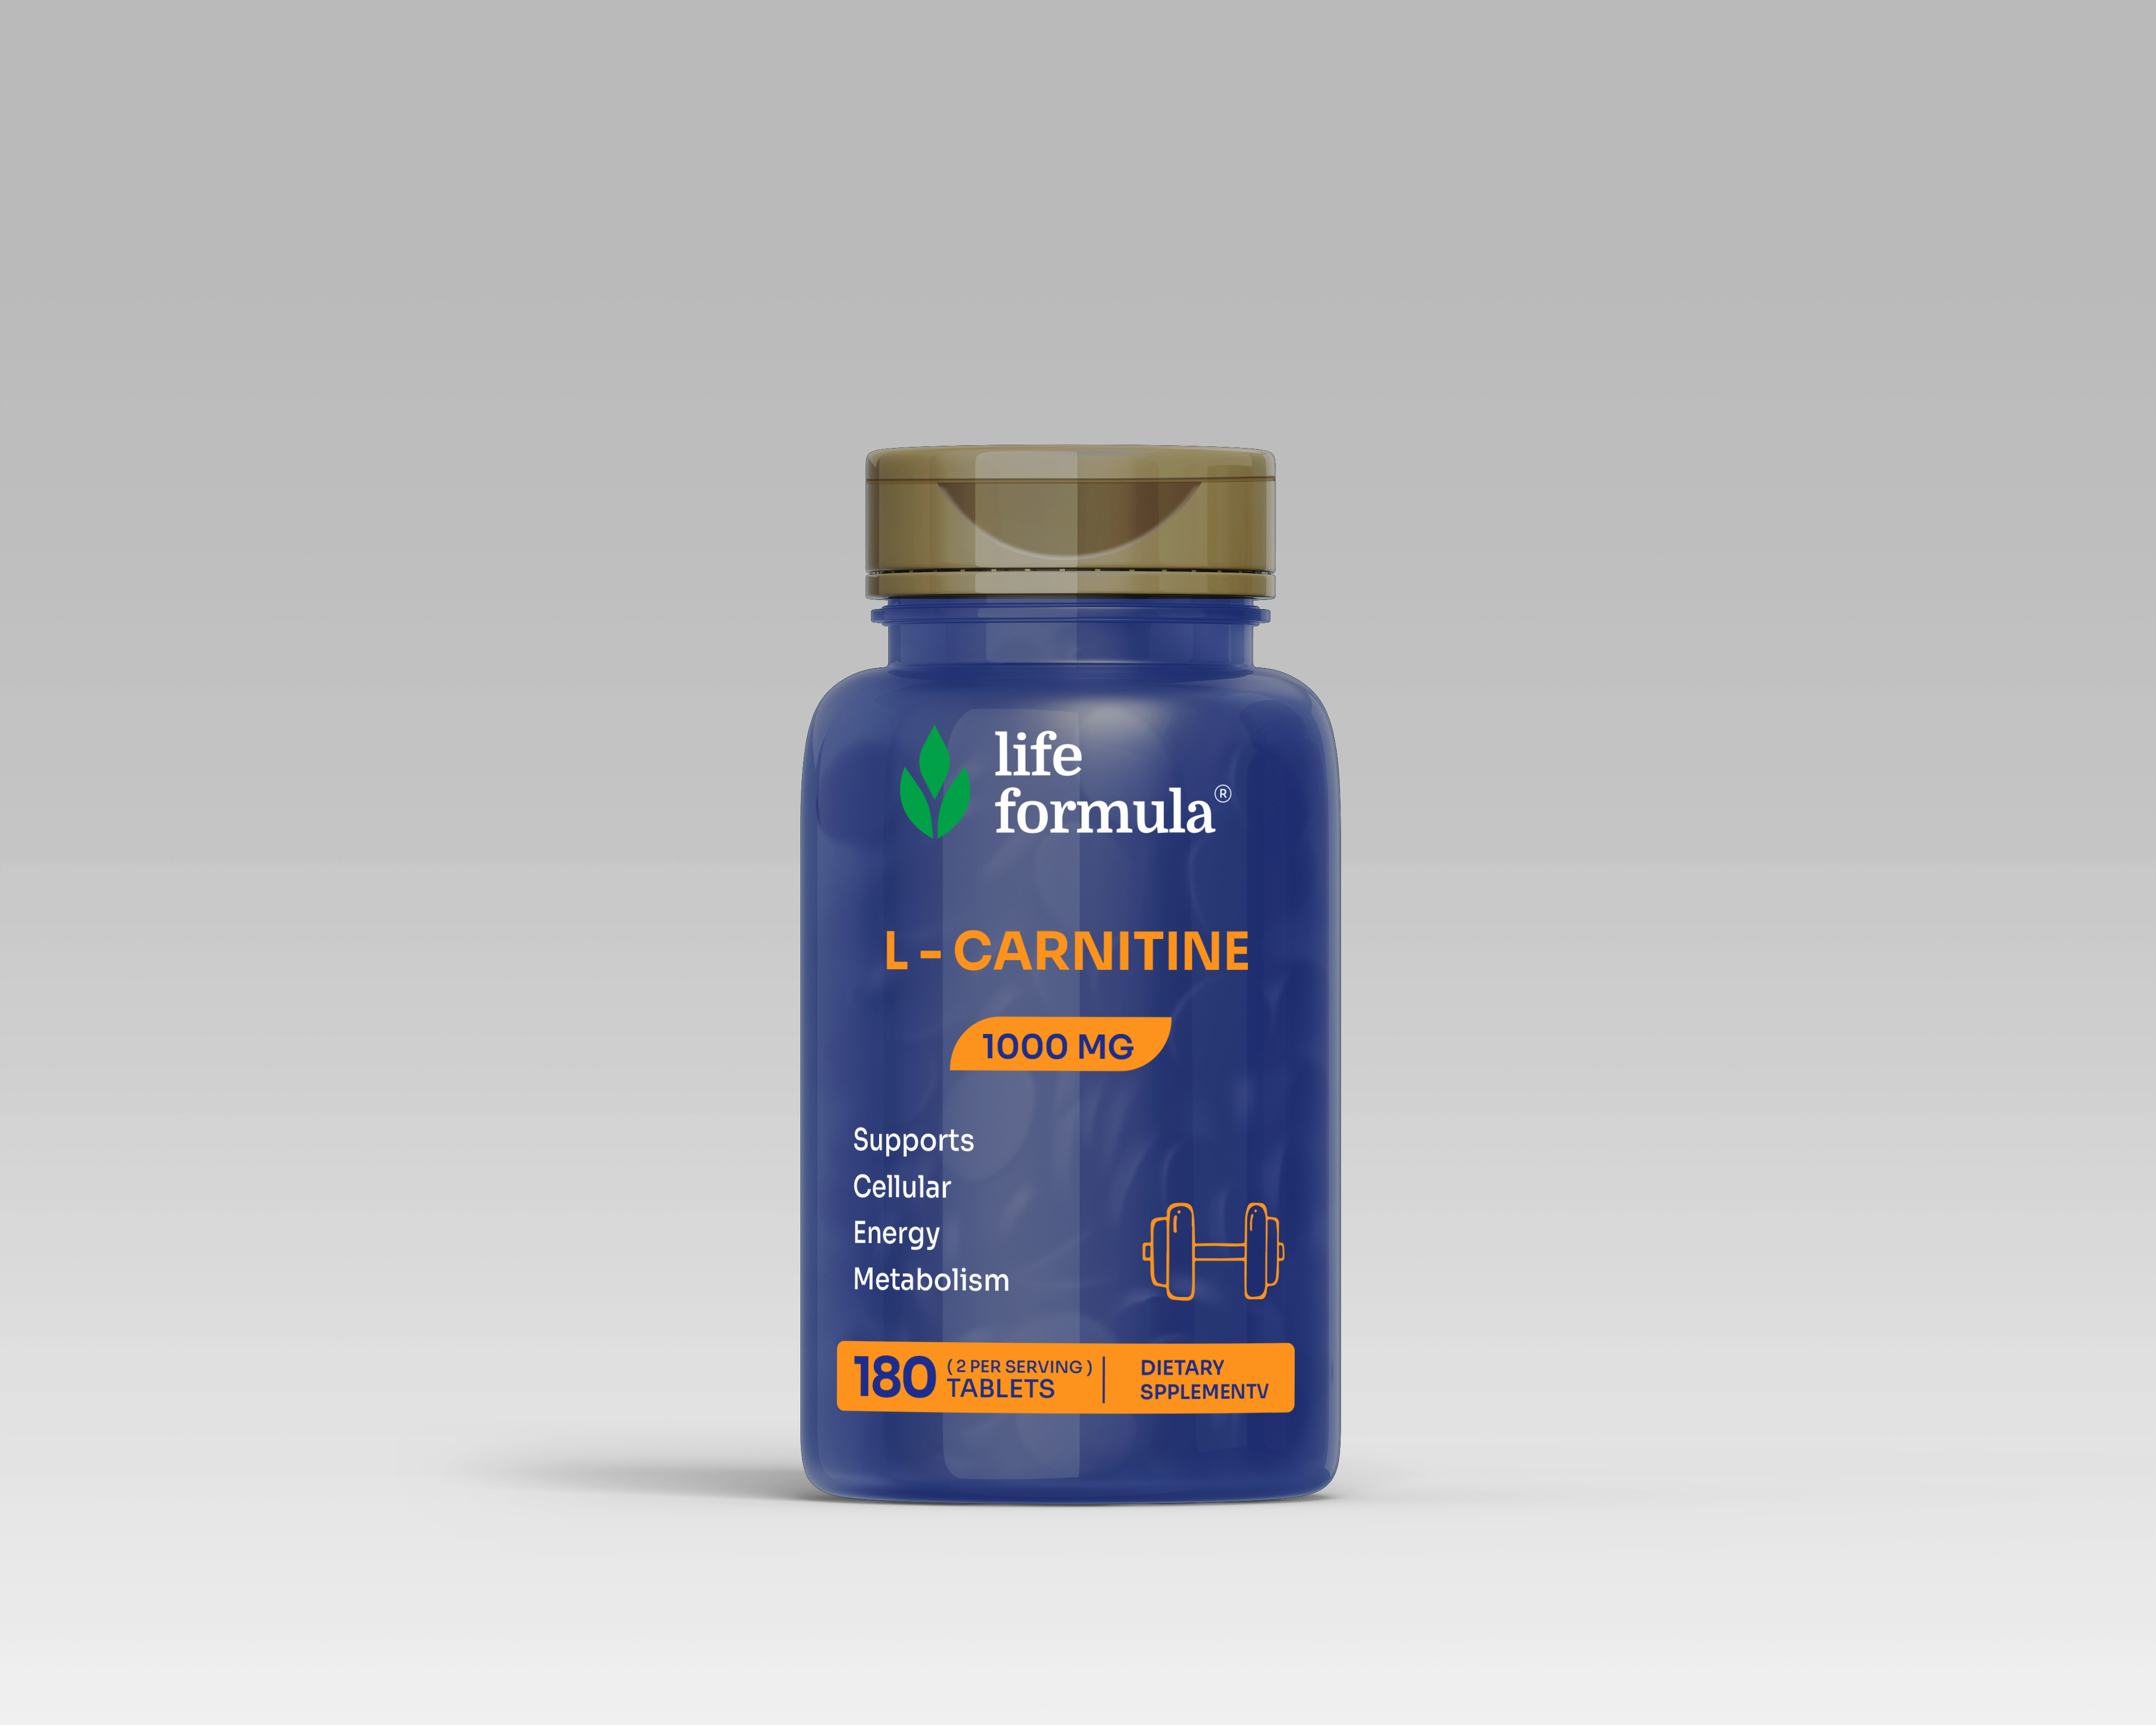 life
formula®
L - CARNITINE
1000 MG
Supports
Cellular
Energy
Metabolism
180 ( 2 PER SERVING )
TABLETS
DIETARY
SPPLEMENTV